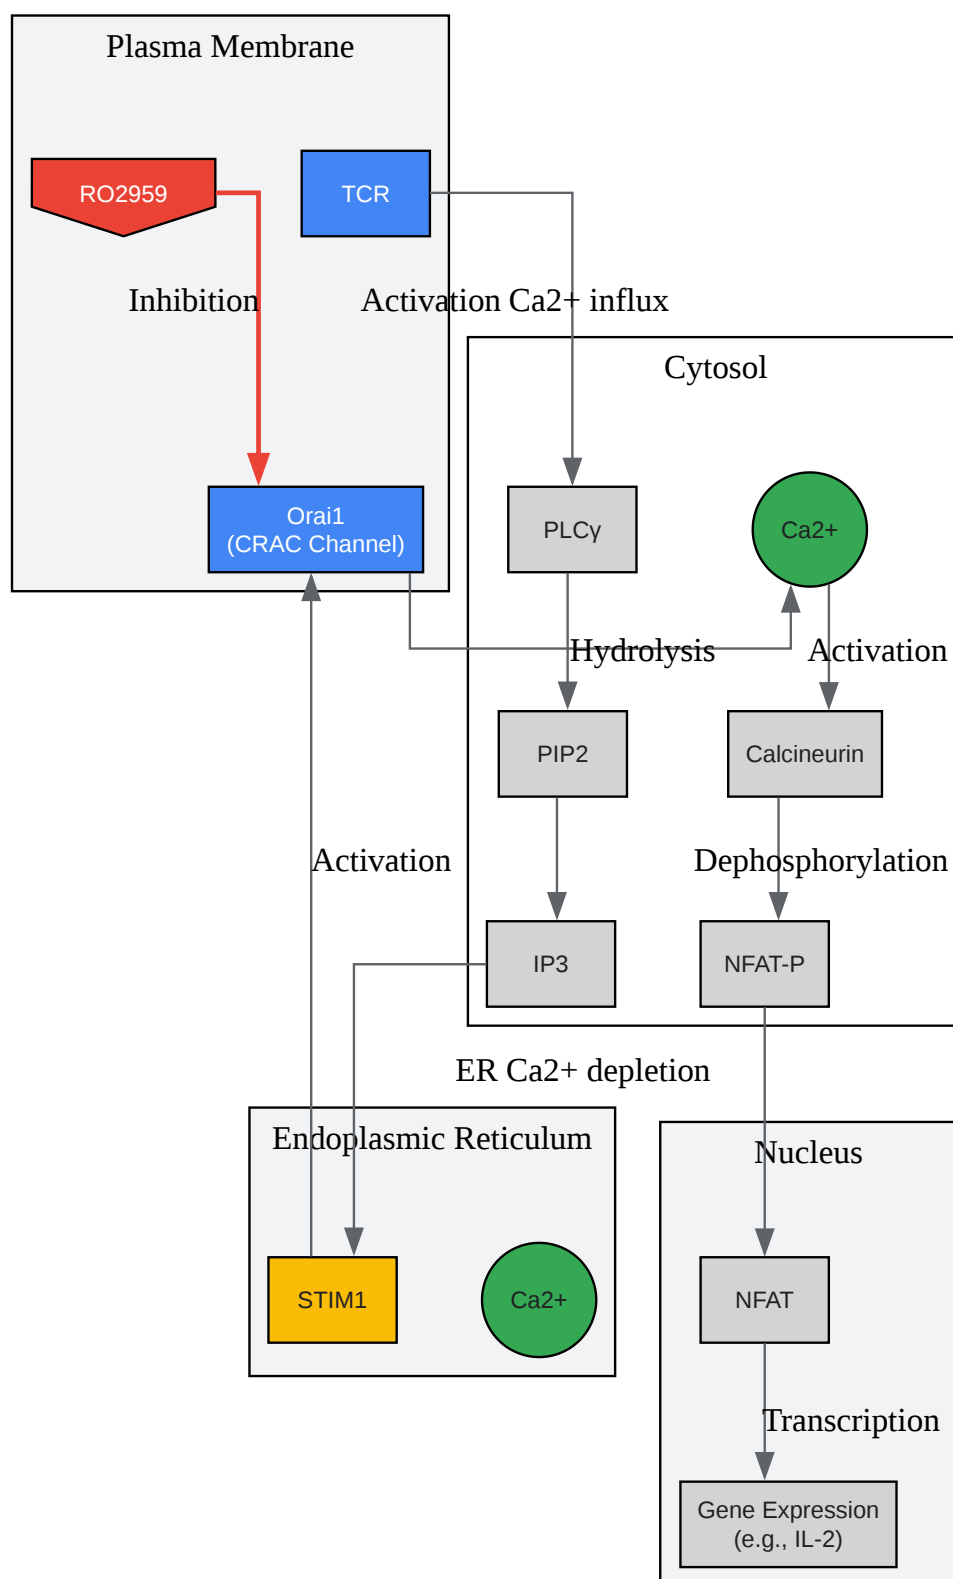 Plasma Membrane
RO2959
TCR
Inhibition
Activation
Ca2+ influx
Cytosol
Orai1
(CRAC Channel)
PLCγ
Ca2+
Hydrolysis
Activation
PIP2
Calcineurin
Activation
Dephosphorylation
IP3
NFAT-P
ER Ca2+ depletion
Endoplasmic Reticulum
Nucleus
STIM1
Ca2+
NFAT
Transcription
Gene Expression
(e.g., IL-2)